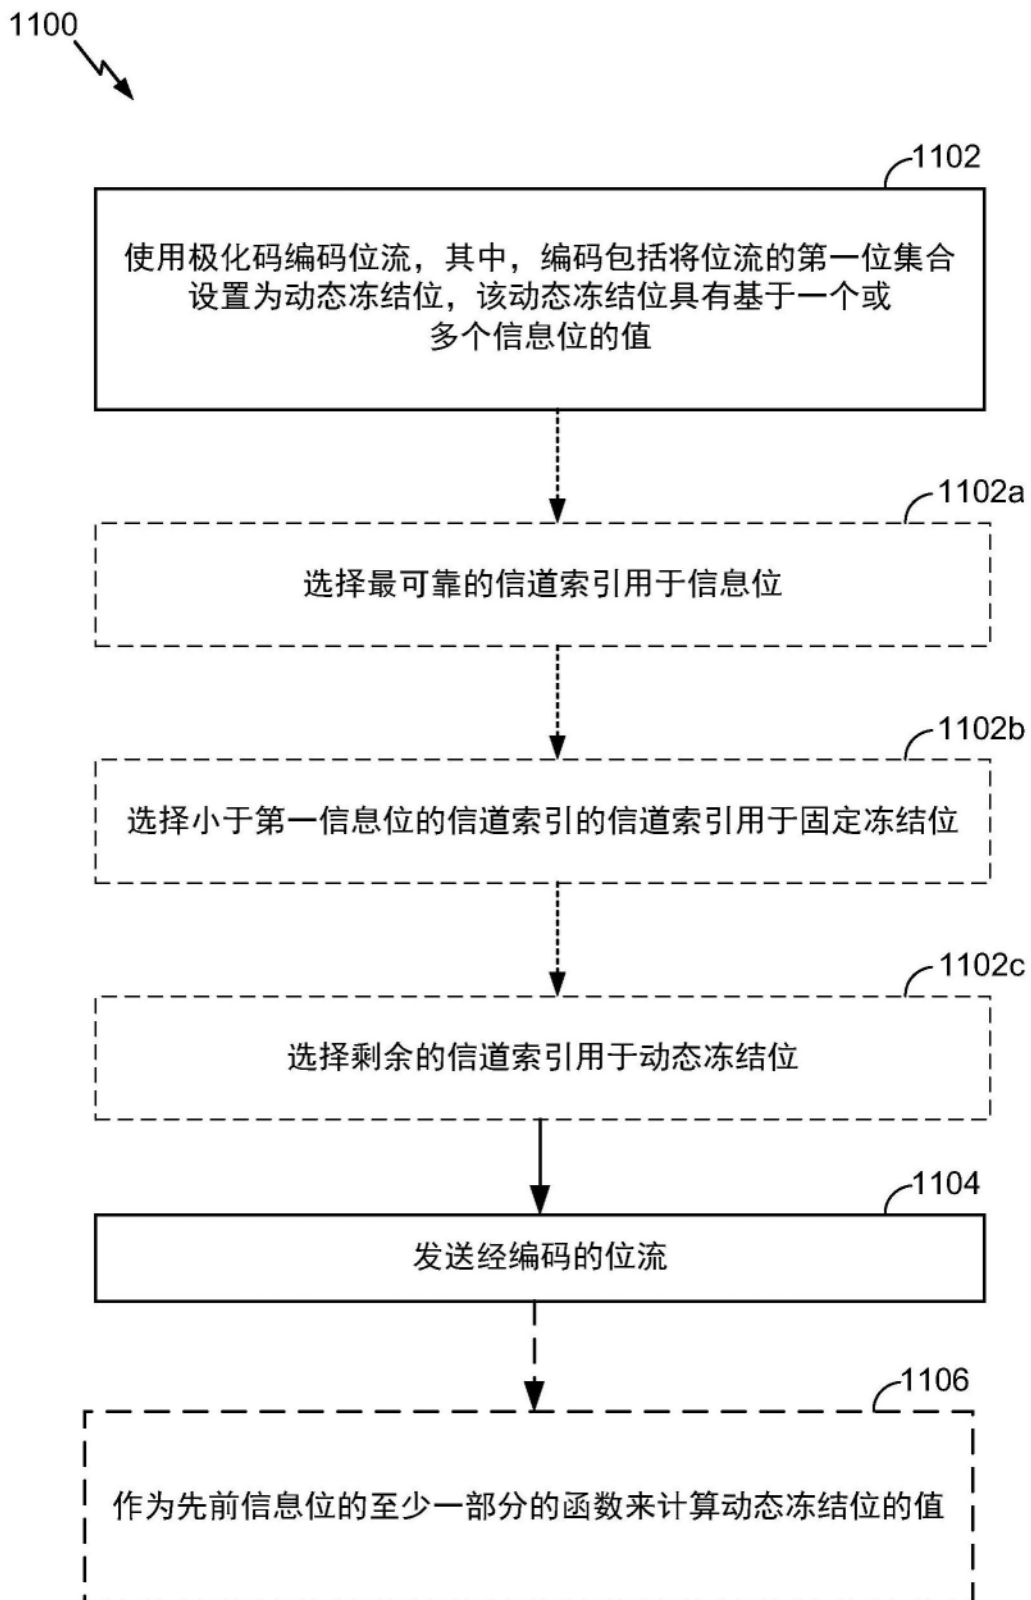 1100
1102
使用极化码编码位流，其中，编码包括将位流的第一位集合
设置为动态冻结位，该动态冻结位具有基于一个或
多个信息位的值
1102a
选择最可靠的信道索引用于信息位
1102b
选择小于第一信息位的信道索引的信道索引用于固定冻结位
1102c
选择剩余的信道索引用于动态冻结位
1104
发送经编码的位流
1106
作为先前信息位的至少一部分的函数来计算动态冻结位的值